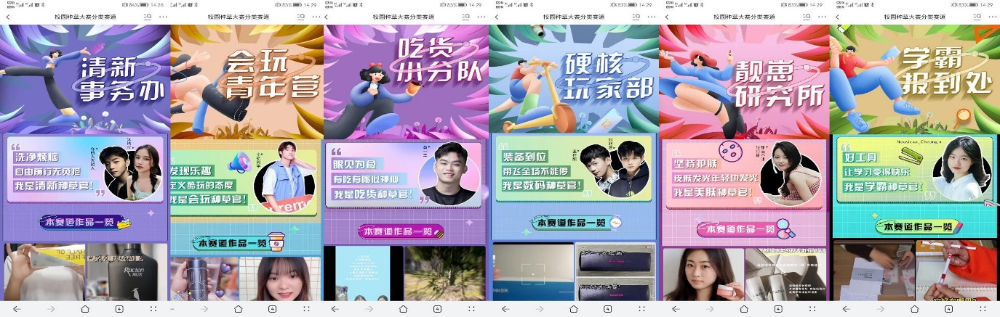 84% 14:28
校园种草大赛分类赛道
清新
事务办
洗净烦恼
自由前行无负担
我是清新种草官！
本赛道作品一览
Raclen
83% 14:29
校园种草大赛分类赛道
会玩
青年营
发现乐趣
定义酷玩的态度
我是会玩种草官！
本赛道作品一览
83% 14:29
校园种草大赛分类赛道
吃货
小分队
眼见为食
有吃有喝似神仙
我是吃货种草官！
本赛道作品一览
83% 14:29
校园种草大赛分类赛道
硬核
玩家部
装备到位
带飞全场不能停
我是数码种草官！
本赛道作品一览
83% 14:29
校园种草大赛分类赛道
靓崽
研究所
坚持护肤
皮肤发光年轻也发光
我是美肤种草官！
本赛道作品一览
83% 14:29
校园种草大赛分类赛道
学霸
报到处
Nausicaa_Cheung
好工具
让学习变得快乐
我是学霸种草官！
本赛道作品一览